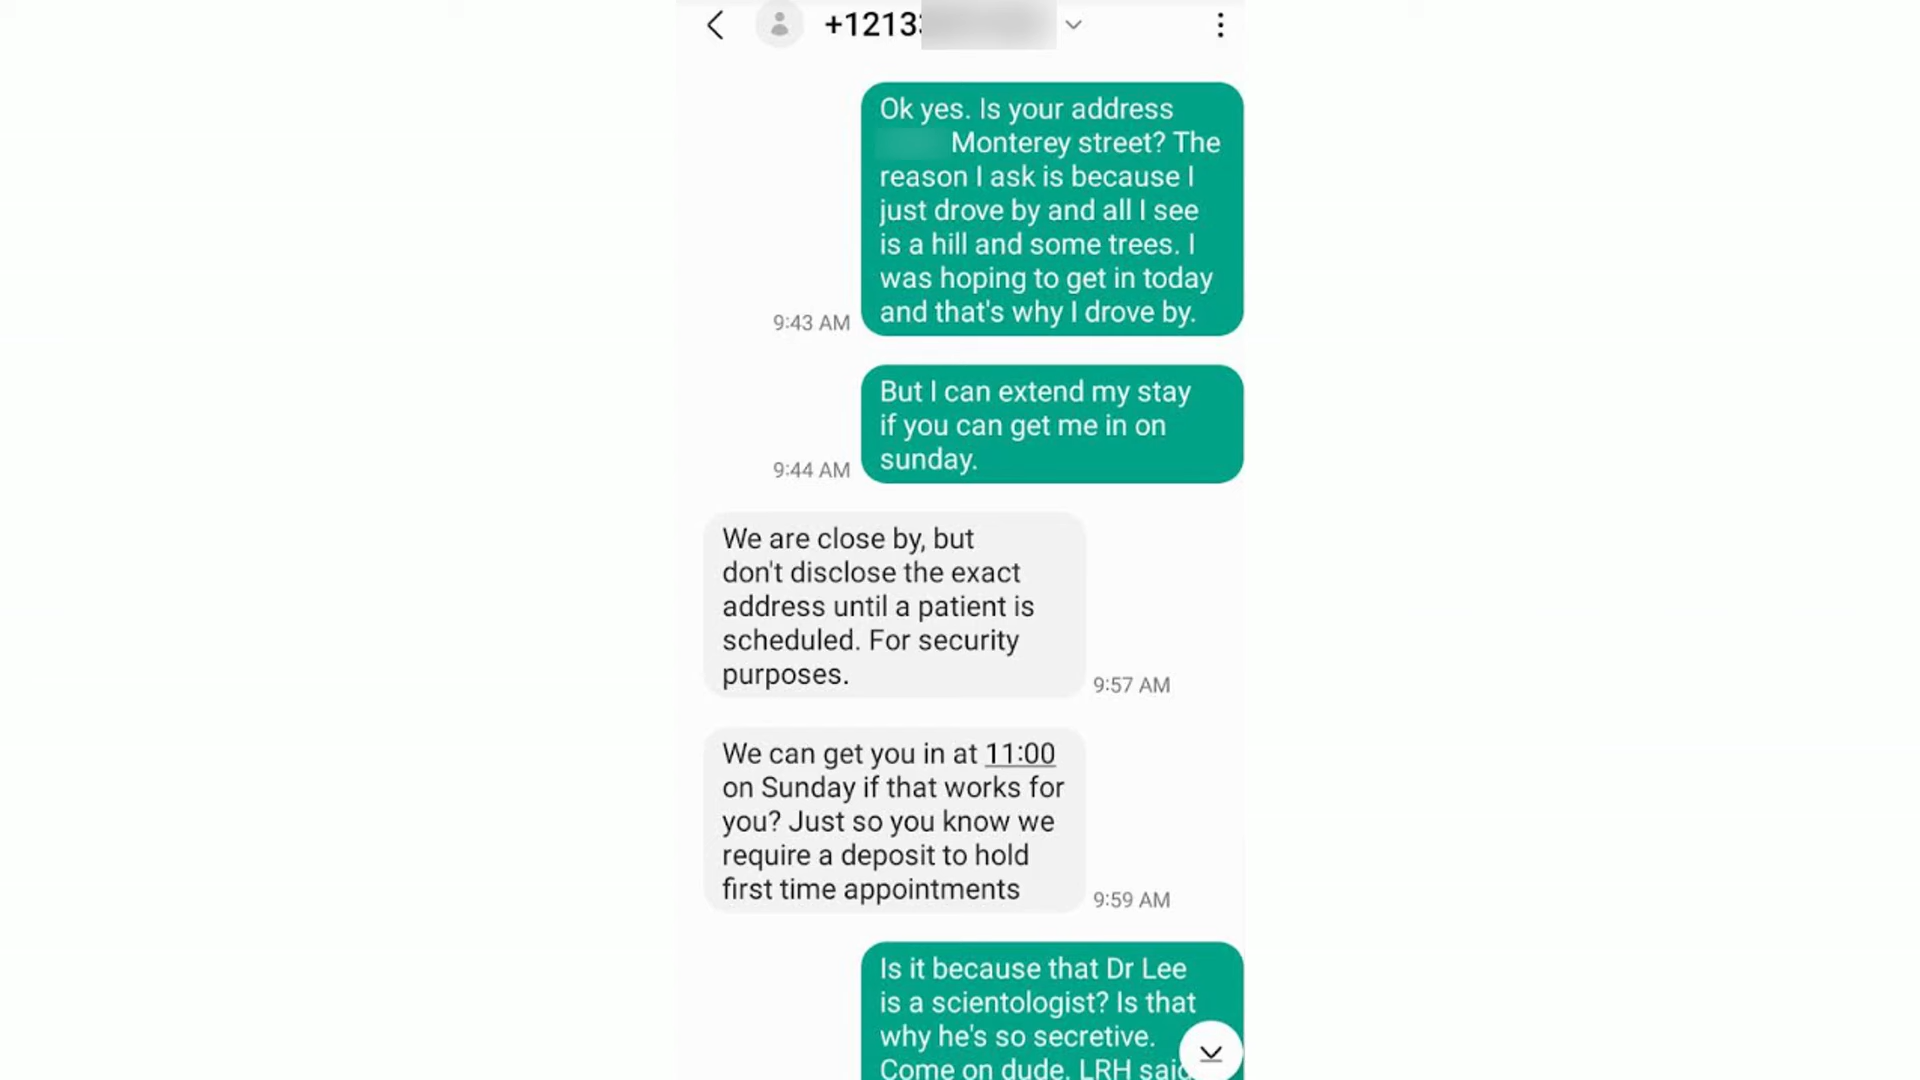 +1213
Ok yes. Is your address
Monterey street? The
reason I ask is because I
just drove by and all I see
is a hill and some trees. I
was hoping to get in today
and that's why I drove by.
9:43 AM
But I can extend my stay
if you can get me in on
sunday.
9:44 AM
We are close by, but
don't disclose the exact
address until a patient is
scheduled. For security
purposes.
9:57 AM
We can get you in at 11:00
on Sunday if that works for
you? Just so you know we
require a deposit to hold
first time appointments
9:59 AM
Is it because that Dr Lee
is a scientologist? Is that
why he's so secretive.
Come on dude. LRH said